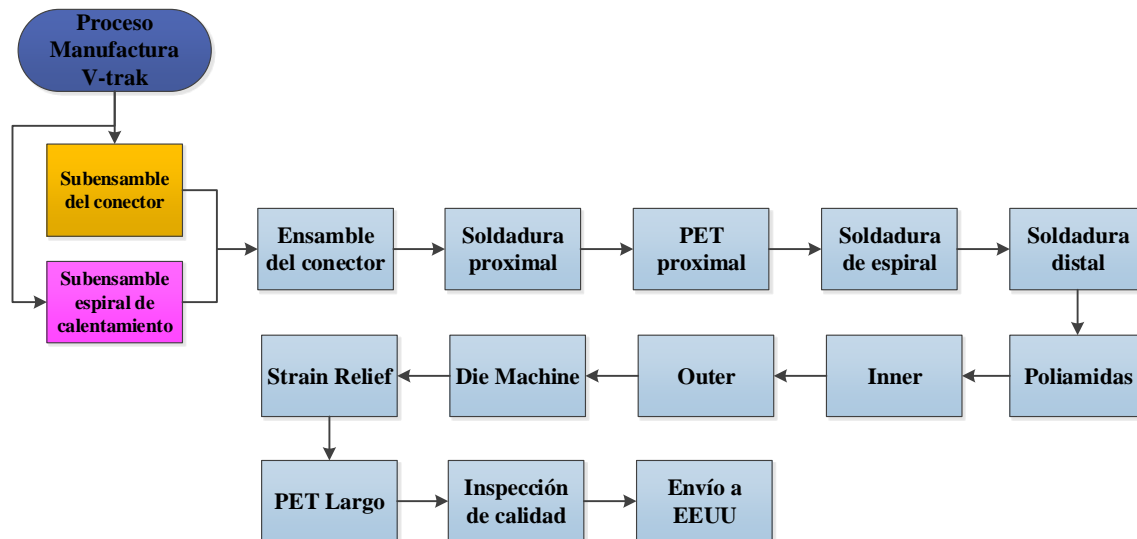 Proceso
Manufactura
V-trak
Subensamble
del conector
Subensamble
espiral de
calentamiento
Ensamble
del conector
Soldadura
proximal
PET
proximal
Soldadura
de espiral
Soldadura
distal
Poliamidas
Inner
Outer
Die Machine
Strain Relief
PET Largo
Inspección
de calidad
Envío a
EEUU